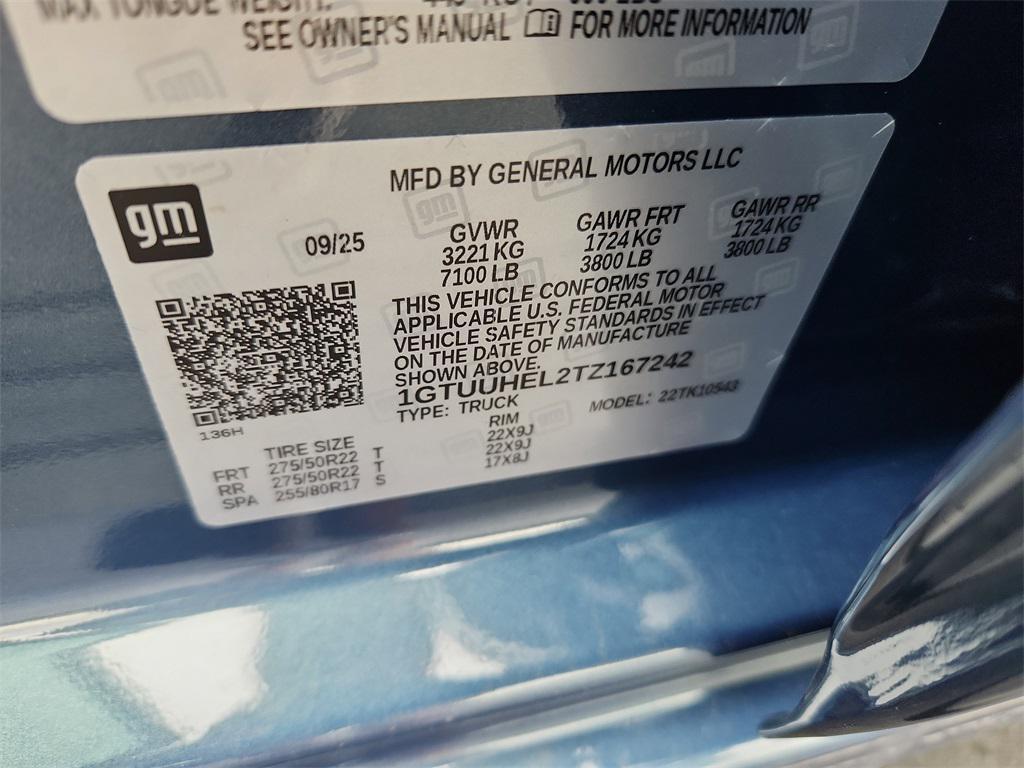 MAX TONGUE WEIGHT:
SEE OWNER'S MANUAL FOR MORE INFORMATION
MFD BY GENERAL MOTORS LLC
gm
09/25
GVWR GAWR FRT GAWR RR
3221 KG 1724 KG 1724 KG
7100 LB 3800 LB 3800 LB
THIS VEHICLE CONFORMS TO ALL
APPLICABLE U.S. FEDERAL MOTOR
VEHICLE SAFETY STANDARDS IN EFFECT
ON THE DATE OF MANUFACTURE
SHOWN ABOVE.
1GTUUHEL2TZ167242
TYPE: TRUCK MODEL: 22TK10543
136H
TIRE SIZE RIM
FRT 275/50R22 T 22X9J
RR 275/50R22 T 22X9J
SPA 255/80R17 S 17X8J